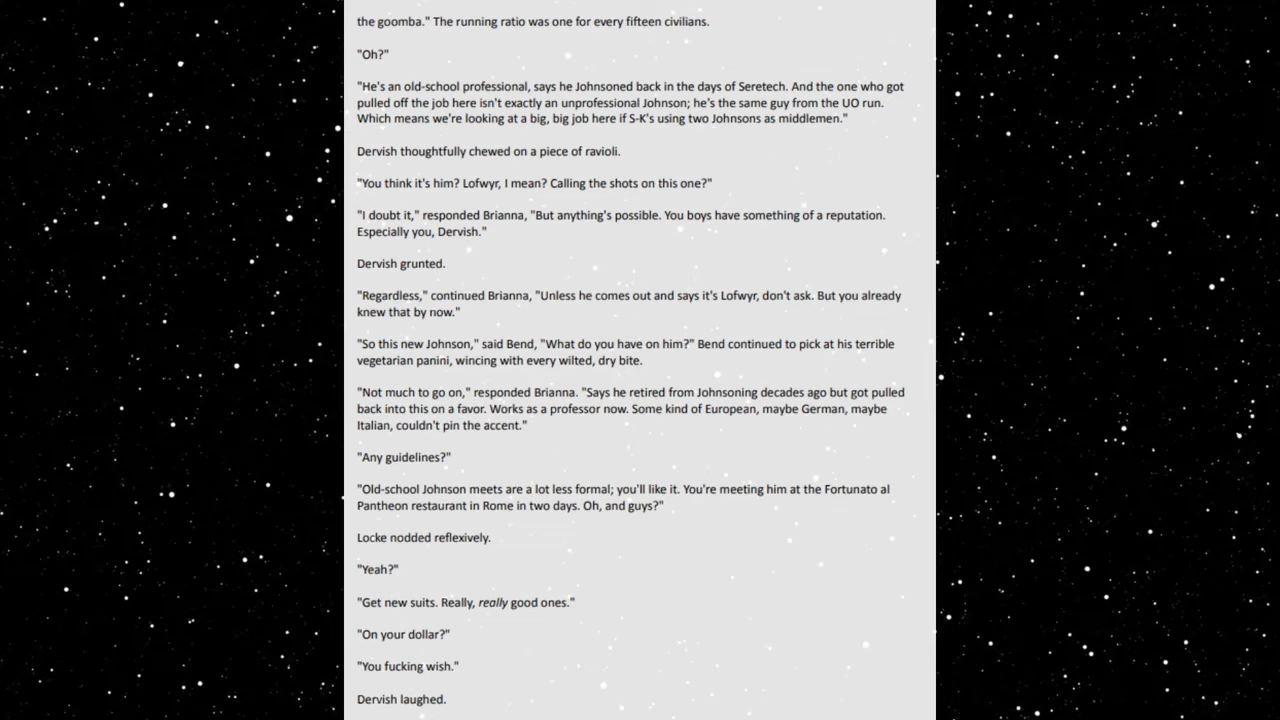 the goomba." The running ratio was one for every fifteen civilians.
"Oh?"
"He's an old-school professional, says he Johnsoned back in the days of Seretech. And the one who got
pulled off the job here isn't exactly an unprofessional Johnson; he's the same guy from the UO run.
Which means we're looking at a big, big job here if S-K's using two Johnsons as middlemen."
Dervish thoughtfully chewed on a piece of ravioli.
"You think it's him? Lofwyr, I mean? Calling the shots on this one?"
"I doubt it," responded Brianna, "But anything's possible. You boys have something of a reputation.
Especially you, Dervish."
Dervish grunted.
"Regardless," continued Brianna, "Unless he comes out and says it's Lofwyr, don't ask. But you already
knew that by now."
"So this new Johnson," said Bend, "What do you have on him?" Bend continued to pick at his terrible
vegetarian panini, wincing with every wilted, dry bite.
"Not much to go on," responded Brianna. "Says he retired from Johnsoning decades ago but got pulled
back into this on a favor. Works as a professor now. Some kind of European, maybe German, maybe
Italian, couldn't pin the accent."
"Any guidelines?"
"Old-school Johnson meets are a lot less formal; you'll like it. You're meeting him at the Fortunato al
Pantheon restaurant in Rome in two days. Oh, and guys?"
Locke nodded reflexively.
"Yeah?"
"Get new suits. Really, really good ones."
"On your dollar?"
"You fucking wish."
Dervish laughed.